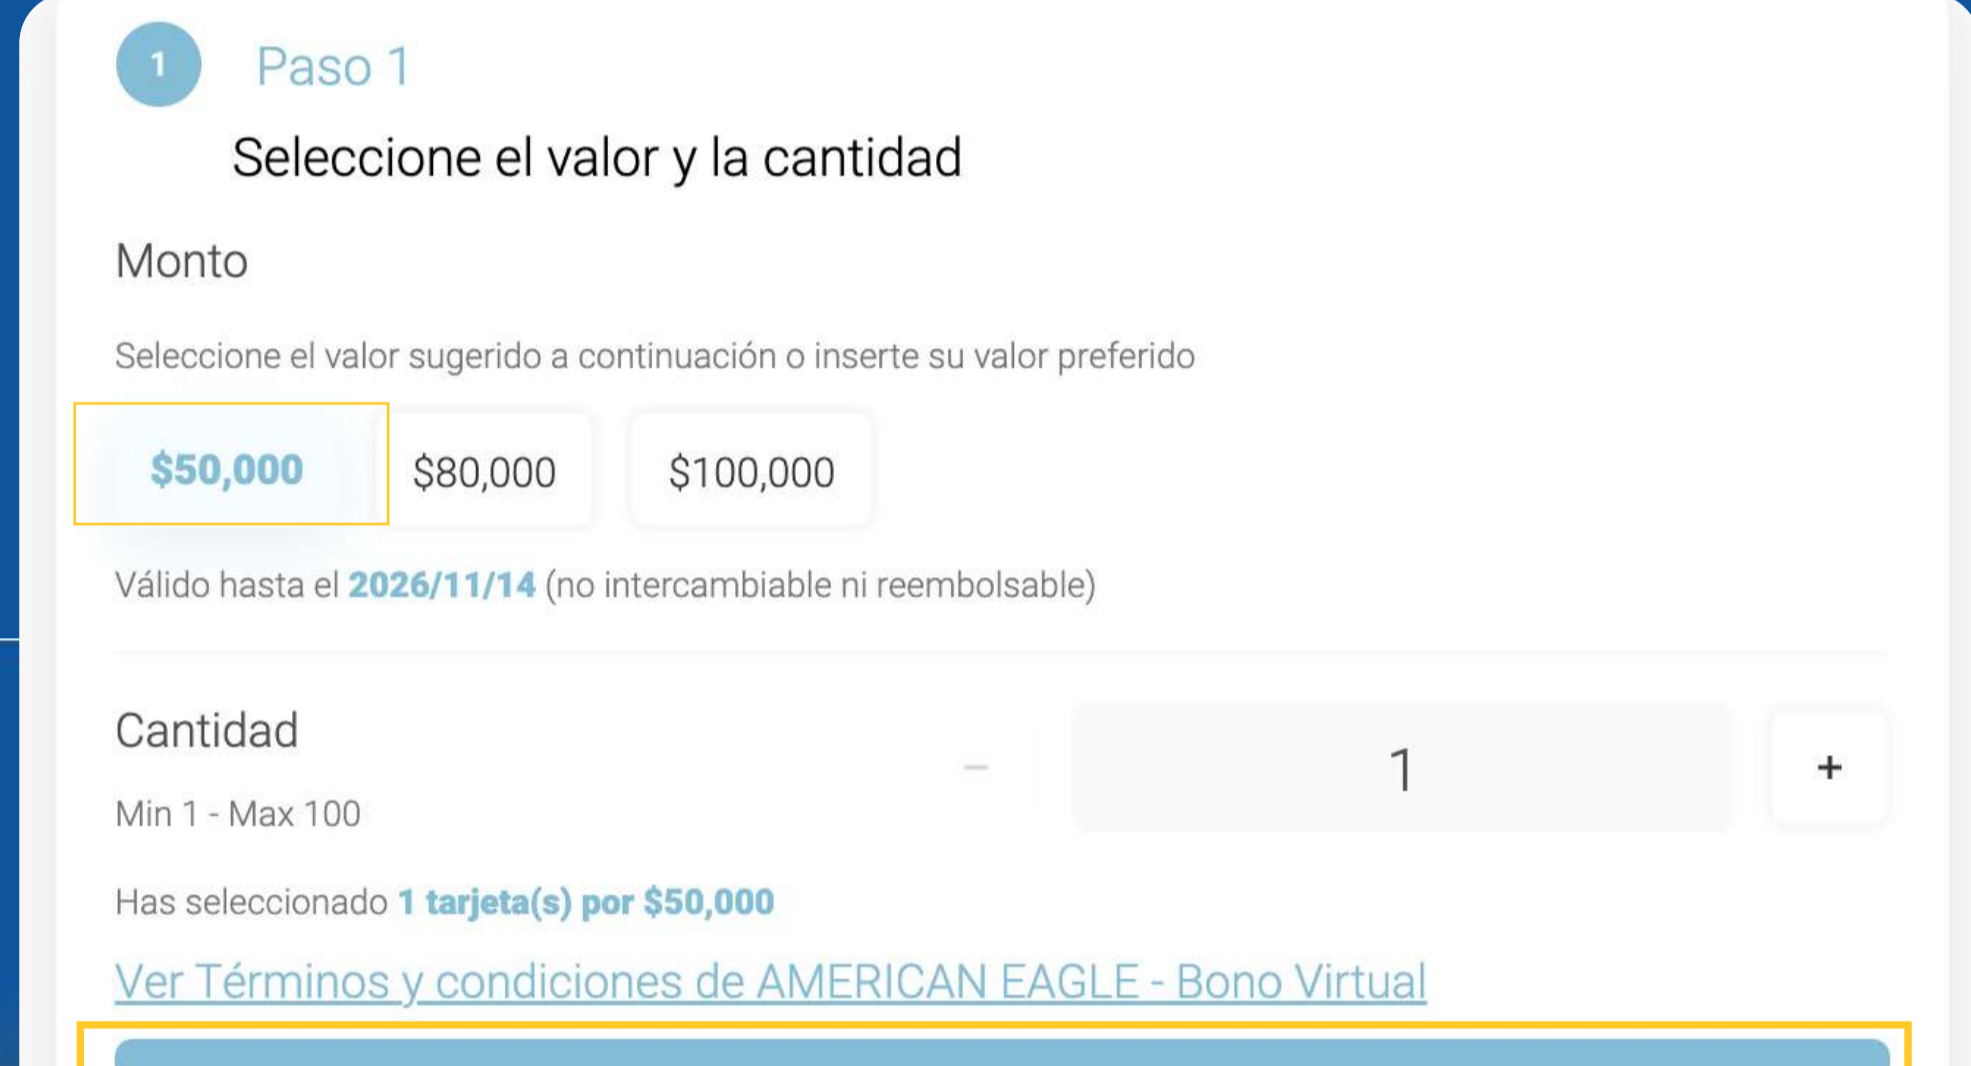 1 Paso 1
Seleccione el valor y la cantidad
Monto
Seleccione el valor sugerido a continuación o inserte su valor preferido
$50,000 $80,000 $100,000
Válido hasta el 2026/11/14 (no intercambiable ni reembolsable)
Cantidad
− 1 +
Min 1 - Max 100
Has seleccionado 1 tarjeta(s) por $50,000
Ver Términos y condiciones de AMERICAN EAGLE - Bono Virtual